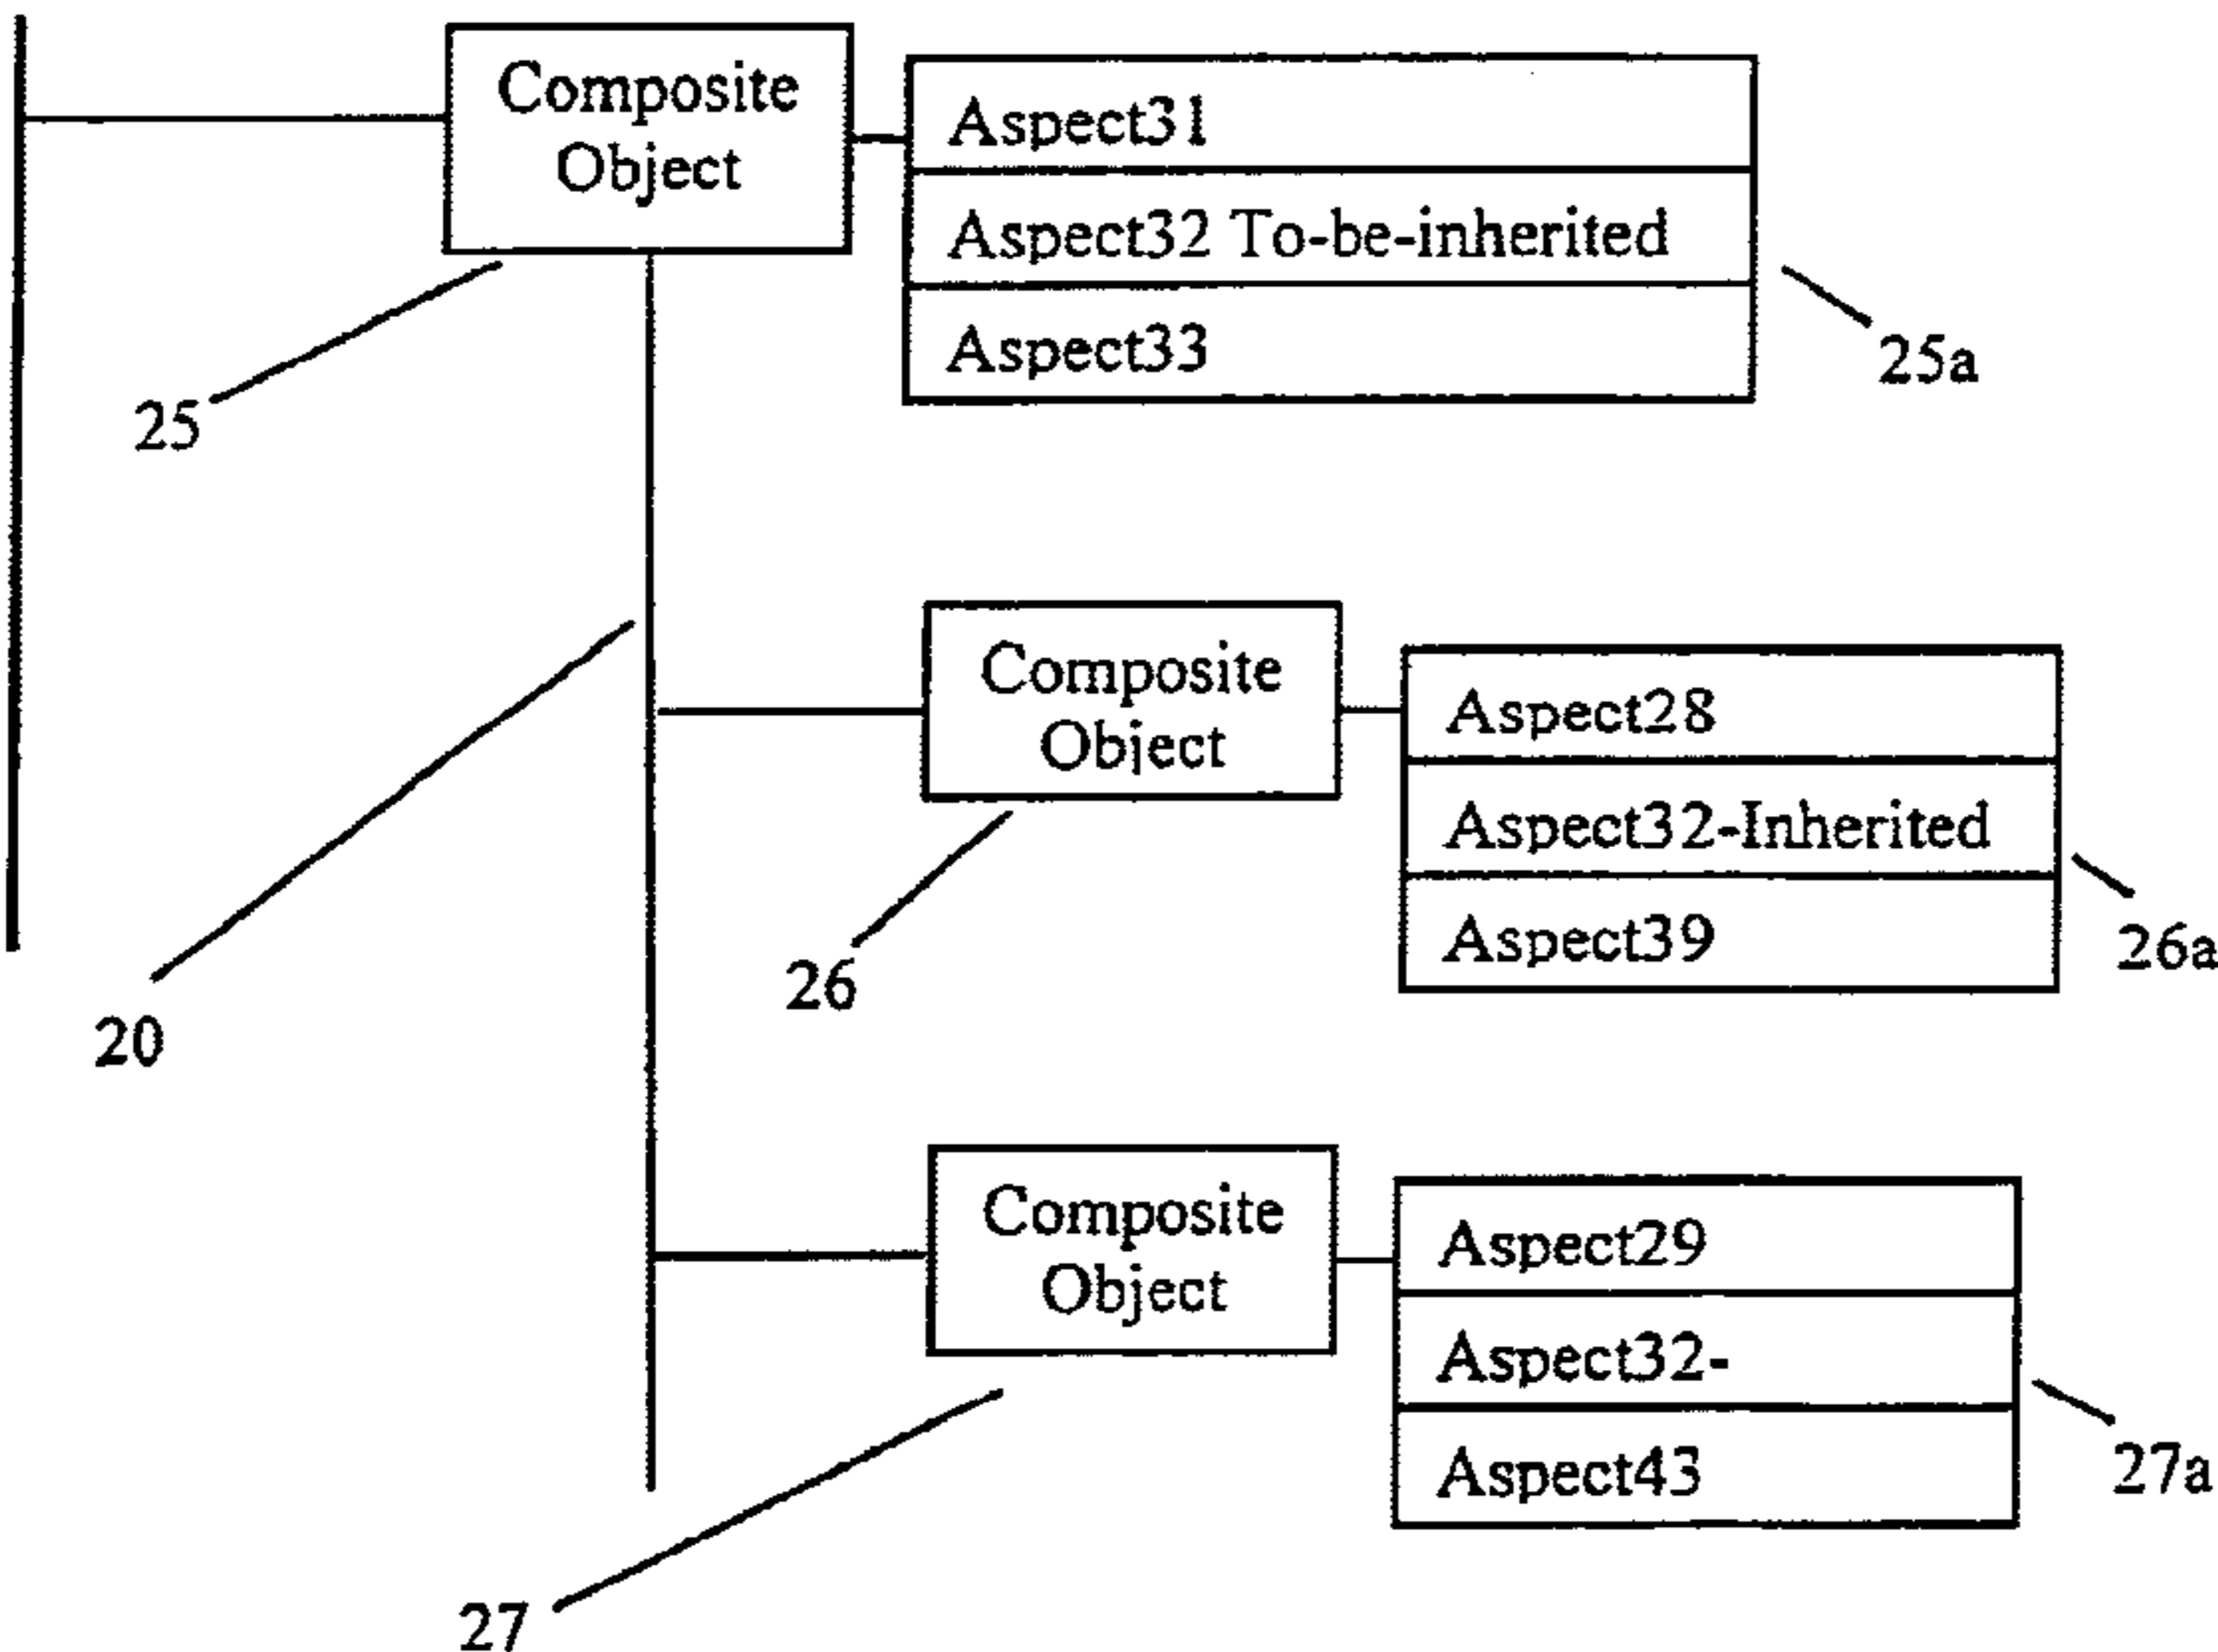 Composite
Object
Aspect31
Aspect32 To-be-inherited
Aspect33
25a
25
Composite
Object
Aspect28
Aspect32-Inherited
Aspect39
26a
26
20
Composite
Object
Aspect29
Aspect32-
Aspect43
27a
27